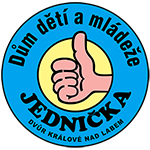 Dům dětí a mládeže
JEDNIČKA
DVŮR KRÁLOVÉ NAD LABEM